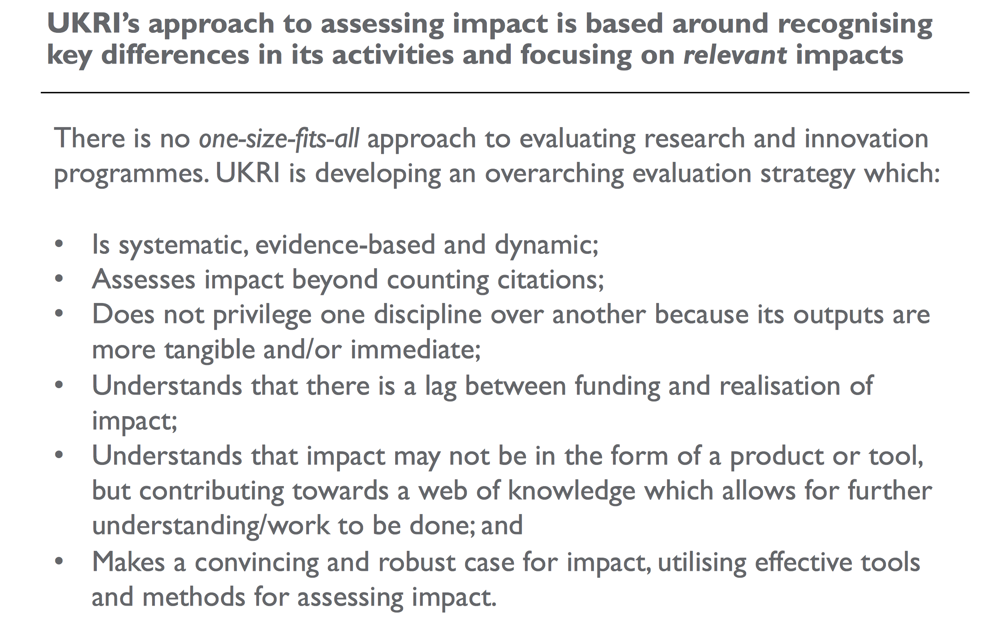 UKRI’s approach to assessing impact is based around recognising
key differences in its activities and focusing on relevant impacts
There is no one-size-fits-all approach to evaluating research and innovation
programmes. UKRI is developing an overarching evaluation strategy which:
• Is systematic, evidence-based and dynamic;
• Assesses impact beyond counting citations;
• Does not privilege one discipline over another because its outputs are
more tangible and/or immediate;
• Understands that there is a lag between funding and realisation of
impact;
• Understands that impact may not be in the form of a product or tool,
but contributing towards a web of knowledge which allows for further
understanding/work to be done; and
• Makes a convincing and robust case for impact, utilising effective tools
and methods for assessing impact.